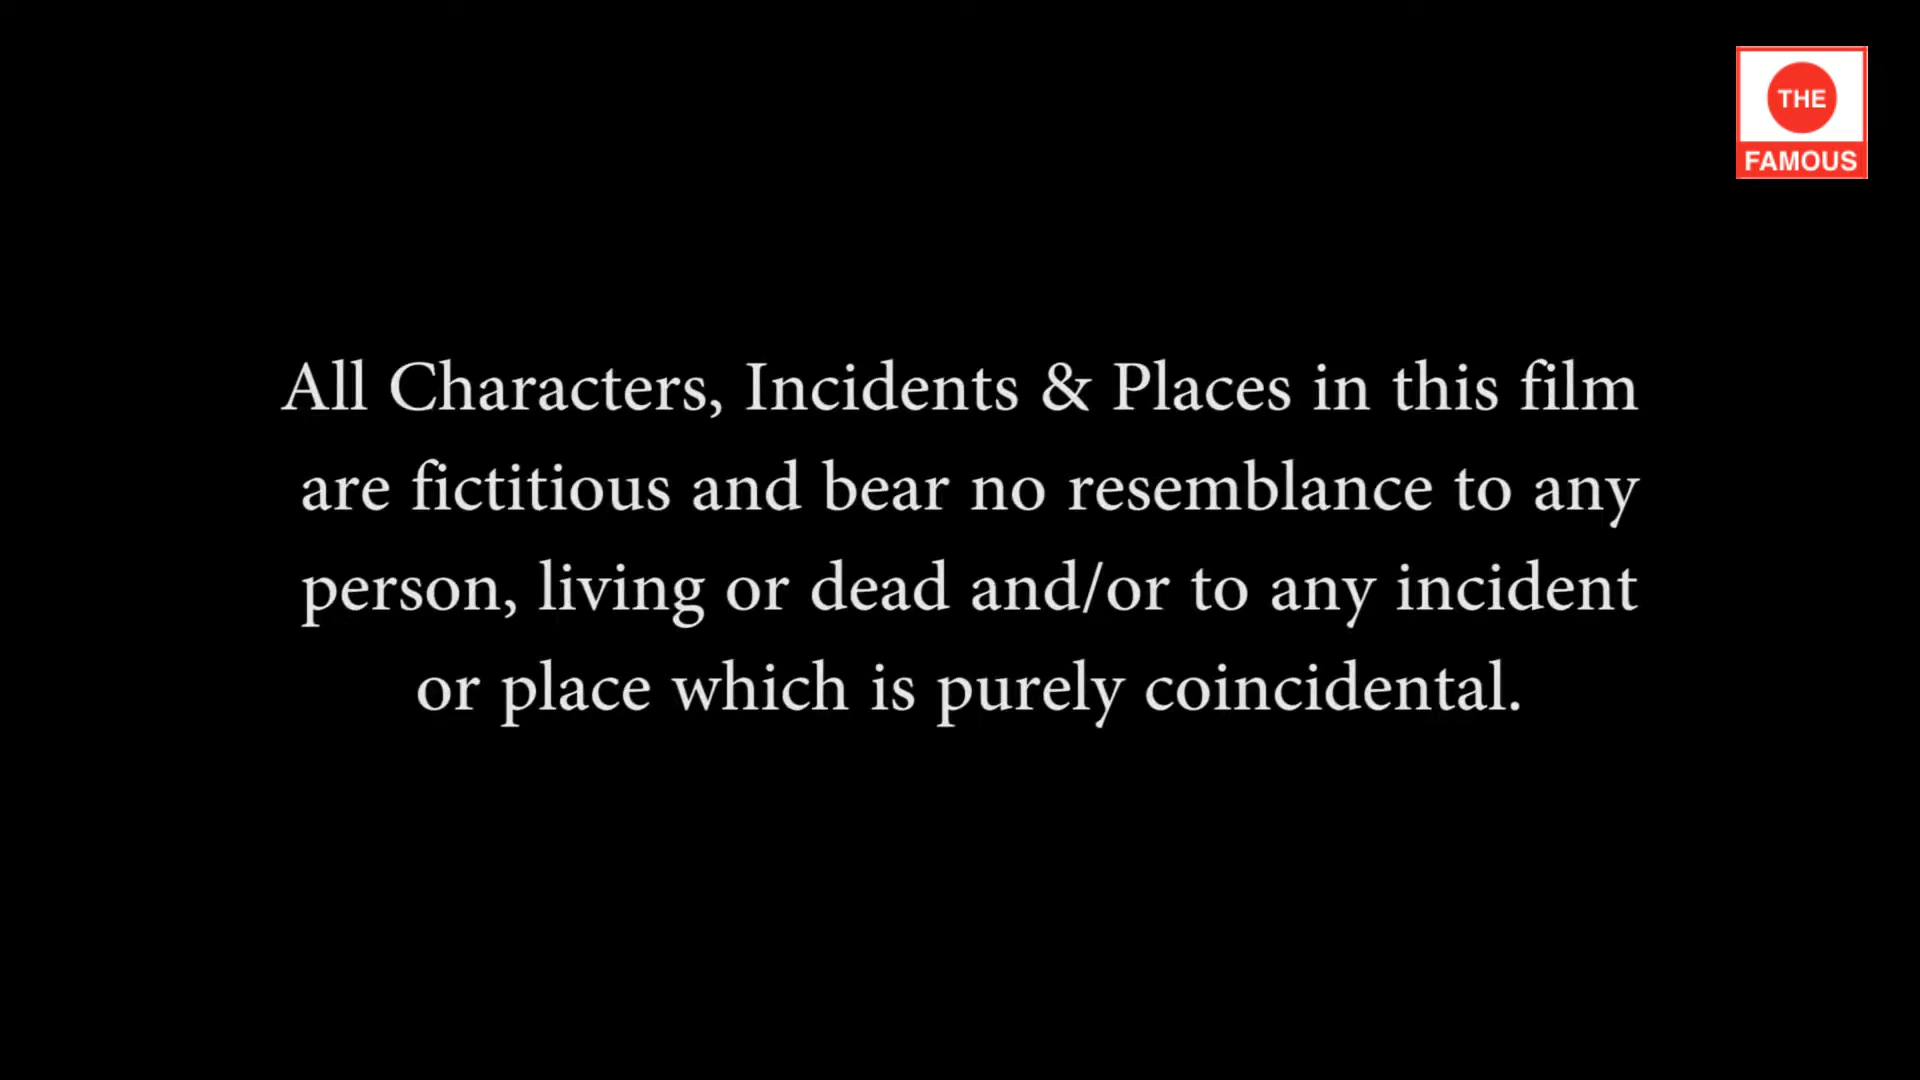 THE
FAMOUS
All Characters, Incidents & Places in this film
are fictitious and bear no resemblance to any
person, living or dead and/or to any incident
or place which is purely coincidental.